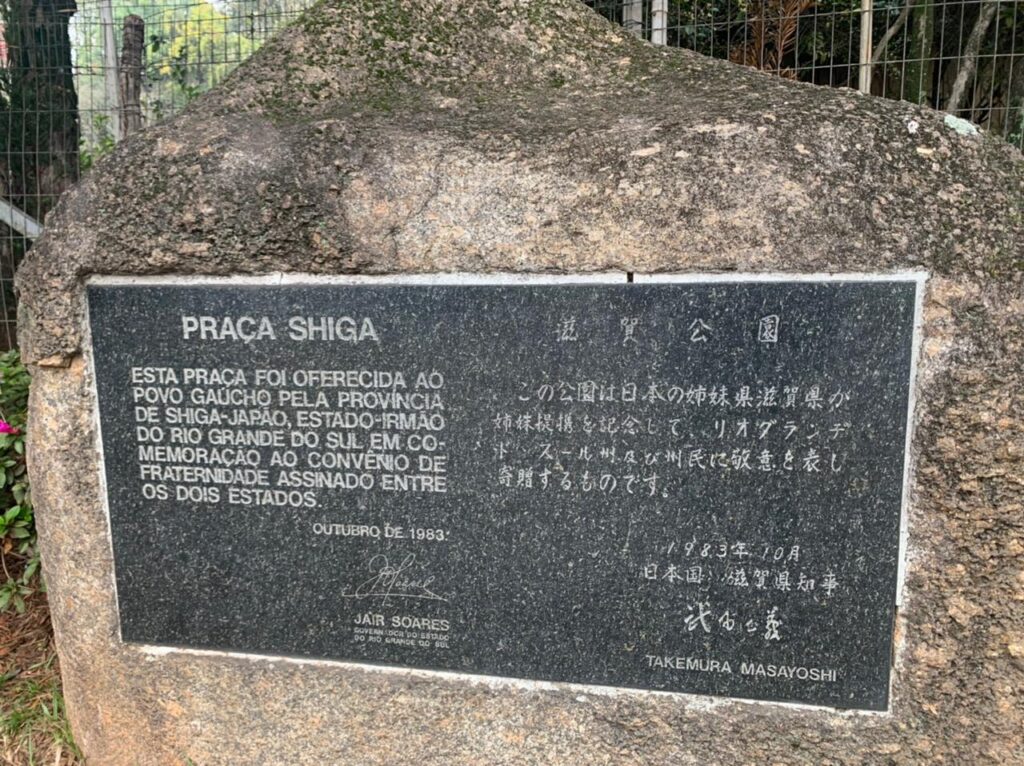 PRAÇA SHIGA
ESTA PRAÇA FOI OFERECIDA AO
POVO GAÚCHO PELA PROVÍNCIA
DE SHIGA-JAPÃO, ESTADO-IRMÃO
DO RIO GRANDE DO SUL EM CO-
MEMORAÇÃO AO CONVÊNIO DE
FRATERNIDADE ASSINADO ENTRE
OS DOIS ESTADOS.
OUTUBRO DE 1983.
JAIR SOARES
GOVERNADOR DO ESTADO
DO RIO GRANDE DO SUL
滋賀公園
この公園は日本の姉妹県滋賀県が
姉妹提携を記念して、リオグランデ
ド・スール州及び州民に敬意を表し
寄贈するものです。
1983年10月
日本国 滋賀県知事
TAKEMURA MASAYOSHI